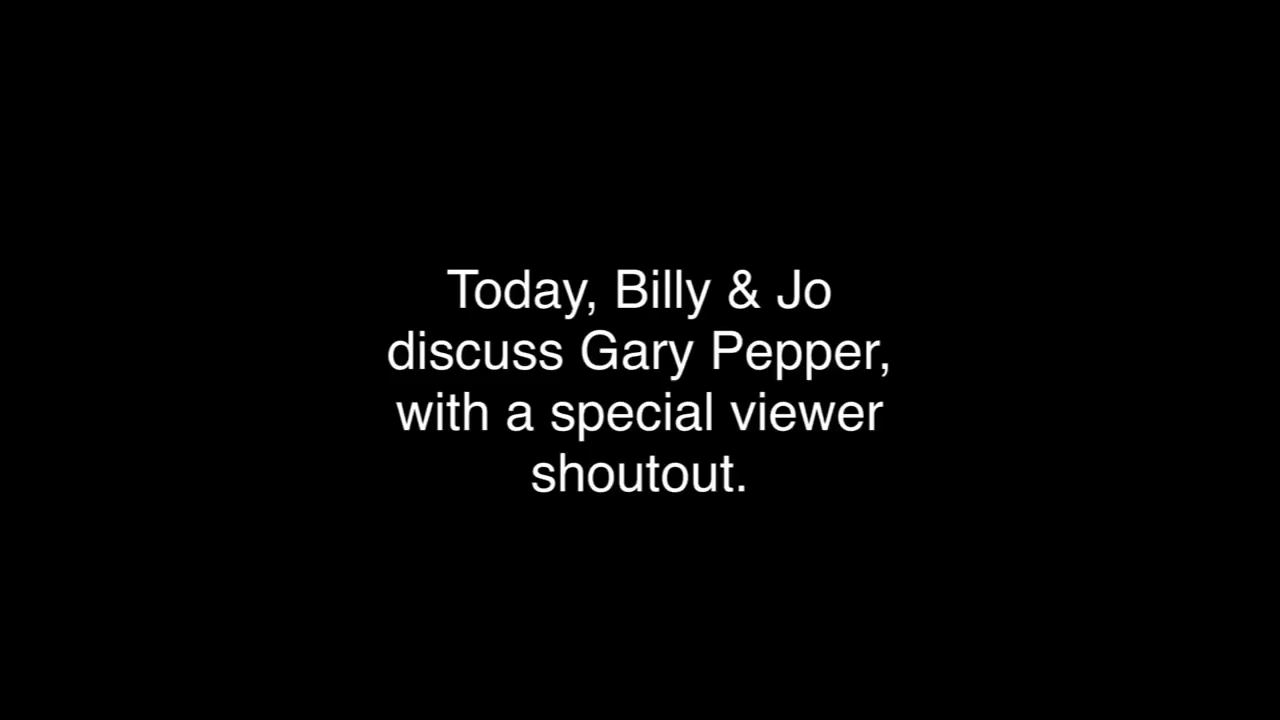 Today, Billy & Jo
discuss Gary Pepper,
with a special viewer
shoutout.